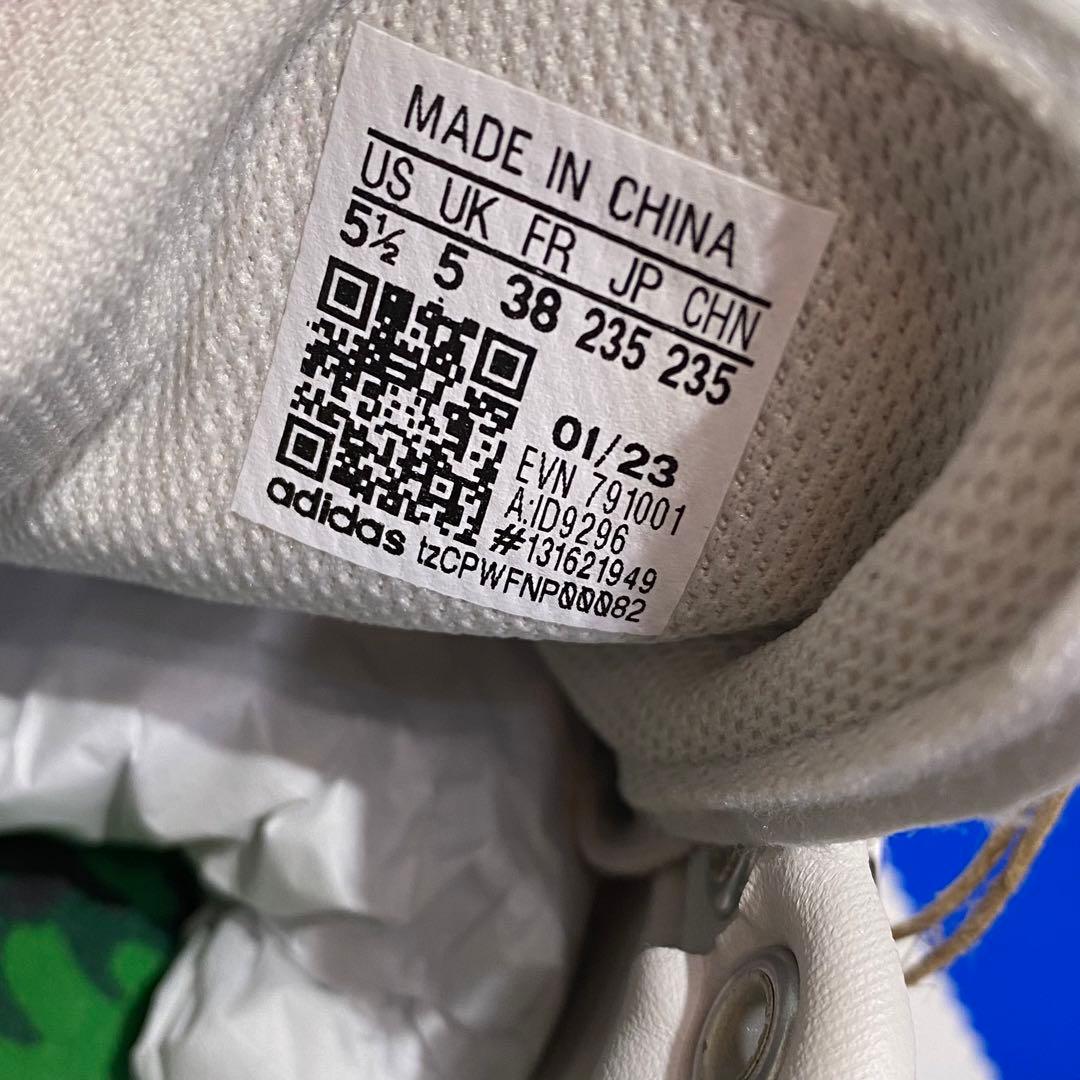 MADE IN CHINA
US UK FR JP CHN
5½ 5 38 235 235
01/23
EVN 791001
A:ID9296
#131621949
adidas tzCPWFNP00082